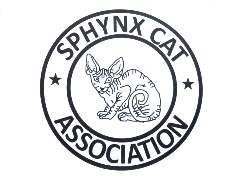 SPHYNX CAT
ASSOCIATION